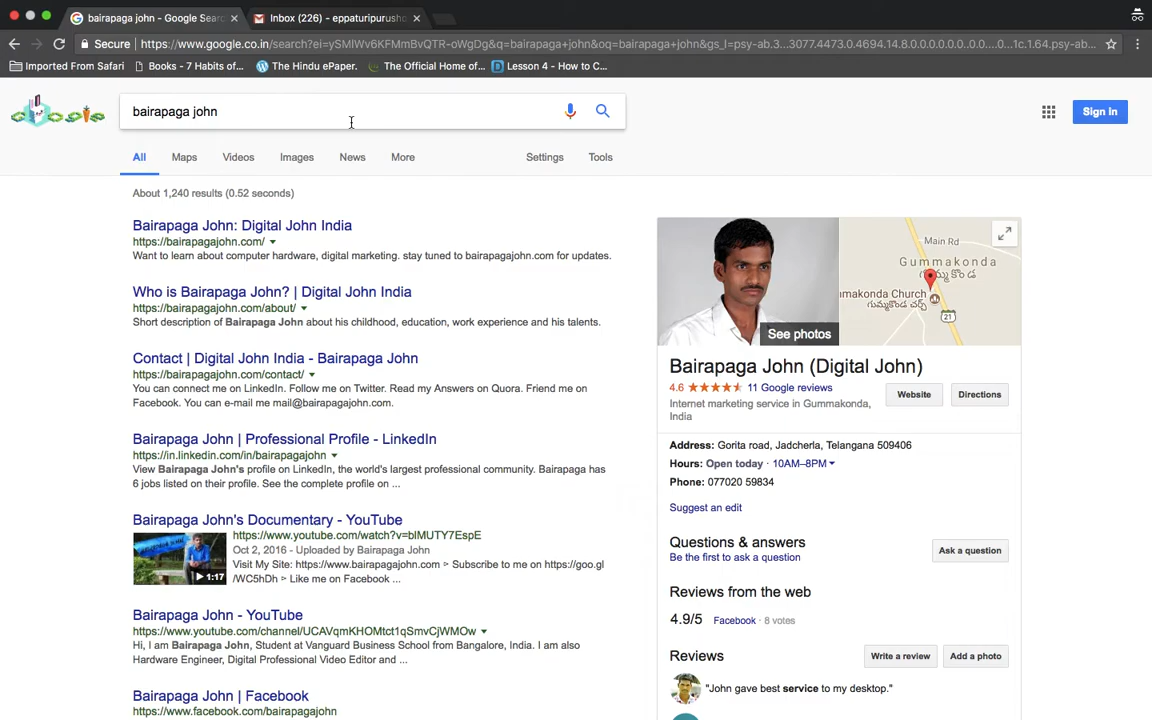 bairapaga john - Google Sear
Inbox (226) - eppaturipurusho
Secure https://www.google.co.in/search?ei=ySMIWv6KFMmBvQTR-oWgDg&q=bairapaga+john&oq=bairapaga+john&gs_l=psy-ab.3...3077.4473.0.4694.14.8.0.0.0.0.0.0.0..0.0....0...1c.1.64.psy-ab...
Imported From Safari
Books - 7 Habits of...
The Hindu ePaper.
The Official Home of...
Lesson 4 - How to C...
bairapaga john
Sign in
All
Maps
Videos
Images
News
More
Settings
Tools
About 1,240 results (0.52 seconds)
Bairapaga John: Digital John India
https://bairapagajohn.com/
Want to learn about computer hardware, digital marketing. stay tuned to bairapagajohn.com for updates.
Who is Bairapaga John? | Digital John India
https://bairapagajohn.com/about/
Short description of Bairapaga John about his childhood, education, work experience and his talents.
Contact | Digital John India - Bairapaga John
https://bairapagajohn.com/contact/
You can connect me on LinkedIn. Follow me on Twitter. Read my Answers on Quora. Friend me on
Facebook. You can e-mail me mail@bairapagajohn.com.
Bairapaga John | Professional Profile - LinkedIn
https://in.linkedin.com/in/bairapagajohn
View Bairapaga John's profile on LinkedIn, the world's largest professional community. Bairapaga has
6 jobs listed on their profile. See the complete profile on ...
Bairapaga John's Documentary - YouTube
https://www.youtube.com/watch?v=blMUTY7EspE
Oct 2, 2016 - Uploaded by Bairapaga John
Visit My Site: https://www.bairapagajohn.com > Subscribe to me on https://goo.gl
/WC5hDh > Like me on Facebook ...
1:17
Bairapaga John - YouTube
https://www.youtube.com/channel/UCAVqmKHOMtct1qSmvCjWMOw
Hi, I am Bairapaga John, Student at Vanguard Business School from Bangalore, India. I am also
Hardware Engineer, Digital Professional Video Editor and ...
Bairapaga John | Facebook
https://www.facebook.com/bairapagajohn
See photos
Main Rd
Gummakonda
గుమ్మకొండ
mmakonda Church
గుమ్మకొండ చర్చ్
21
Bairapaga John (Digital John)
4.6 11 Google reviews
Internet marketing service in Gummakonda,
India
Website
Directions
Address: Gorita road, Jadcherla, Telangana 509406
Hours: Open today · 10AM–8PM
Phone: 077020 59834
Suggest an edit
Questions & answers
Be the first to ask a question
Ask a question
Reviews from the web
4.9/5 Facebook · 8 votes
Reviews
Write a review
Add a photo
"John gave best service to my desktop."